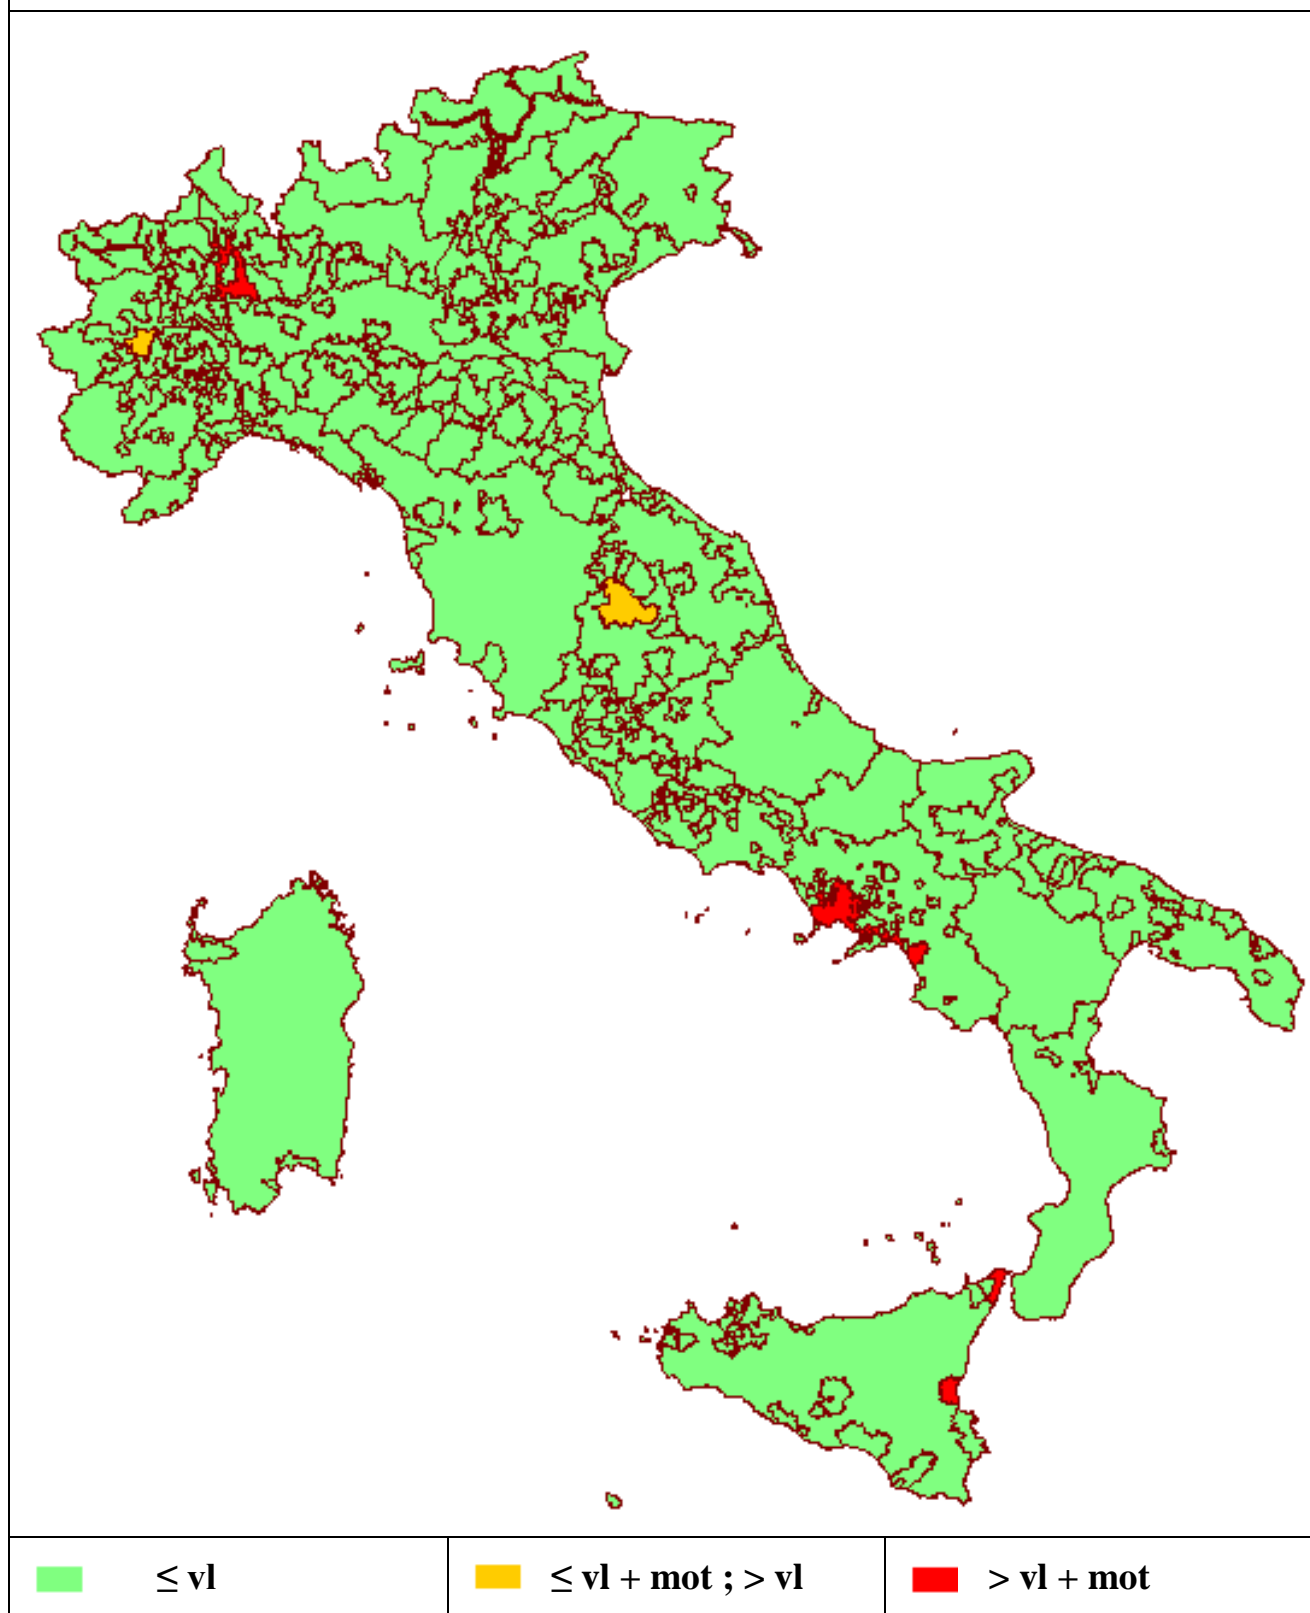 ≤ vl
≤ vl + mot ; > vl
> vl + mot